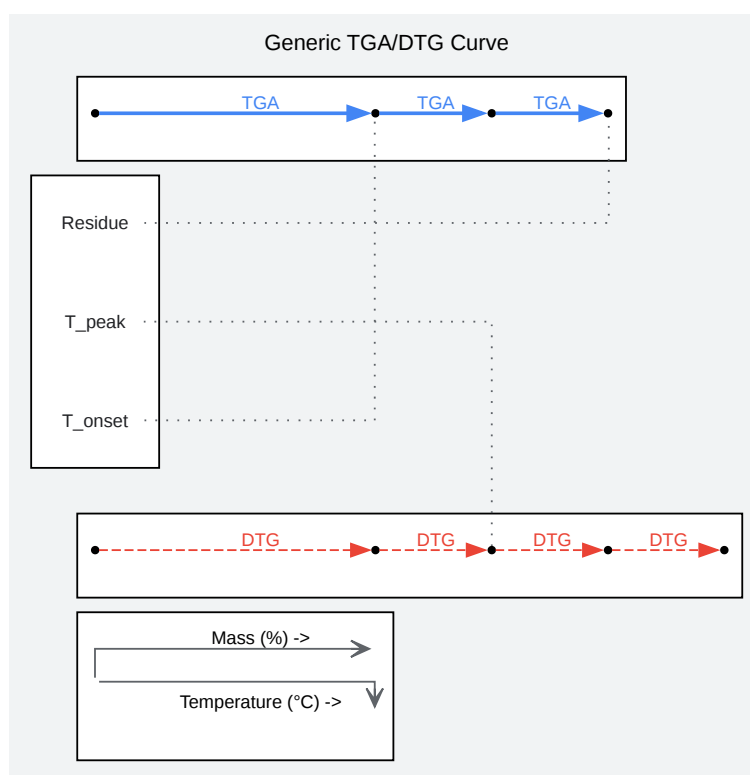 Generic TGA/DTG Curve
TGA TGA TGA
Residue
T_peak
T_onset
DTG DTG DTG DTG
Mass (%) ->
Temperature (°C) ->